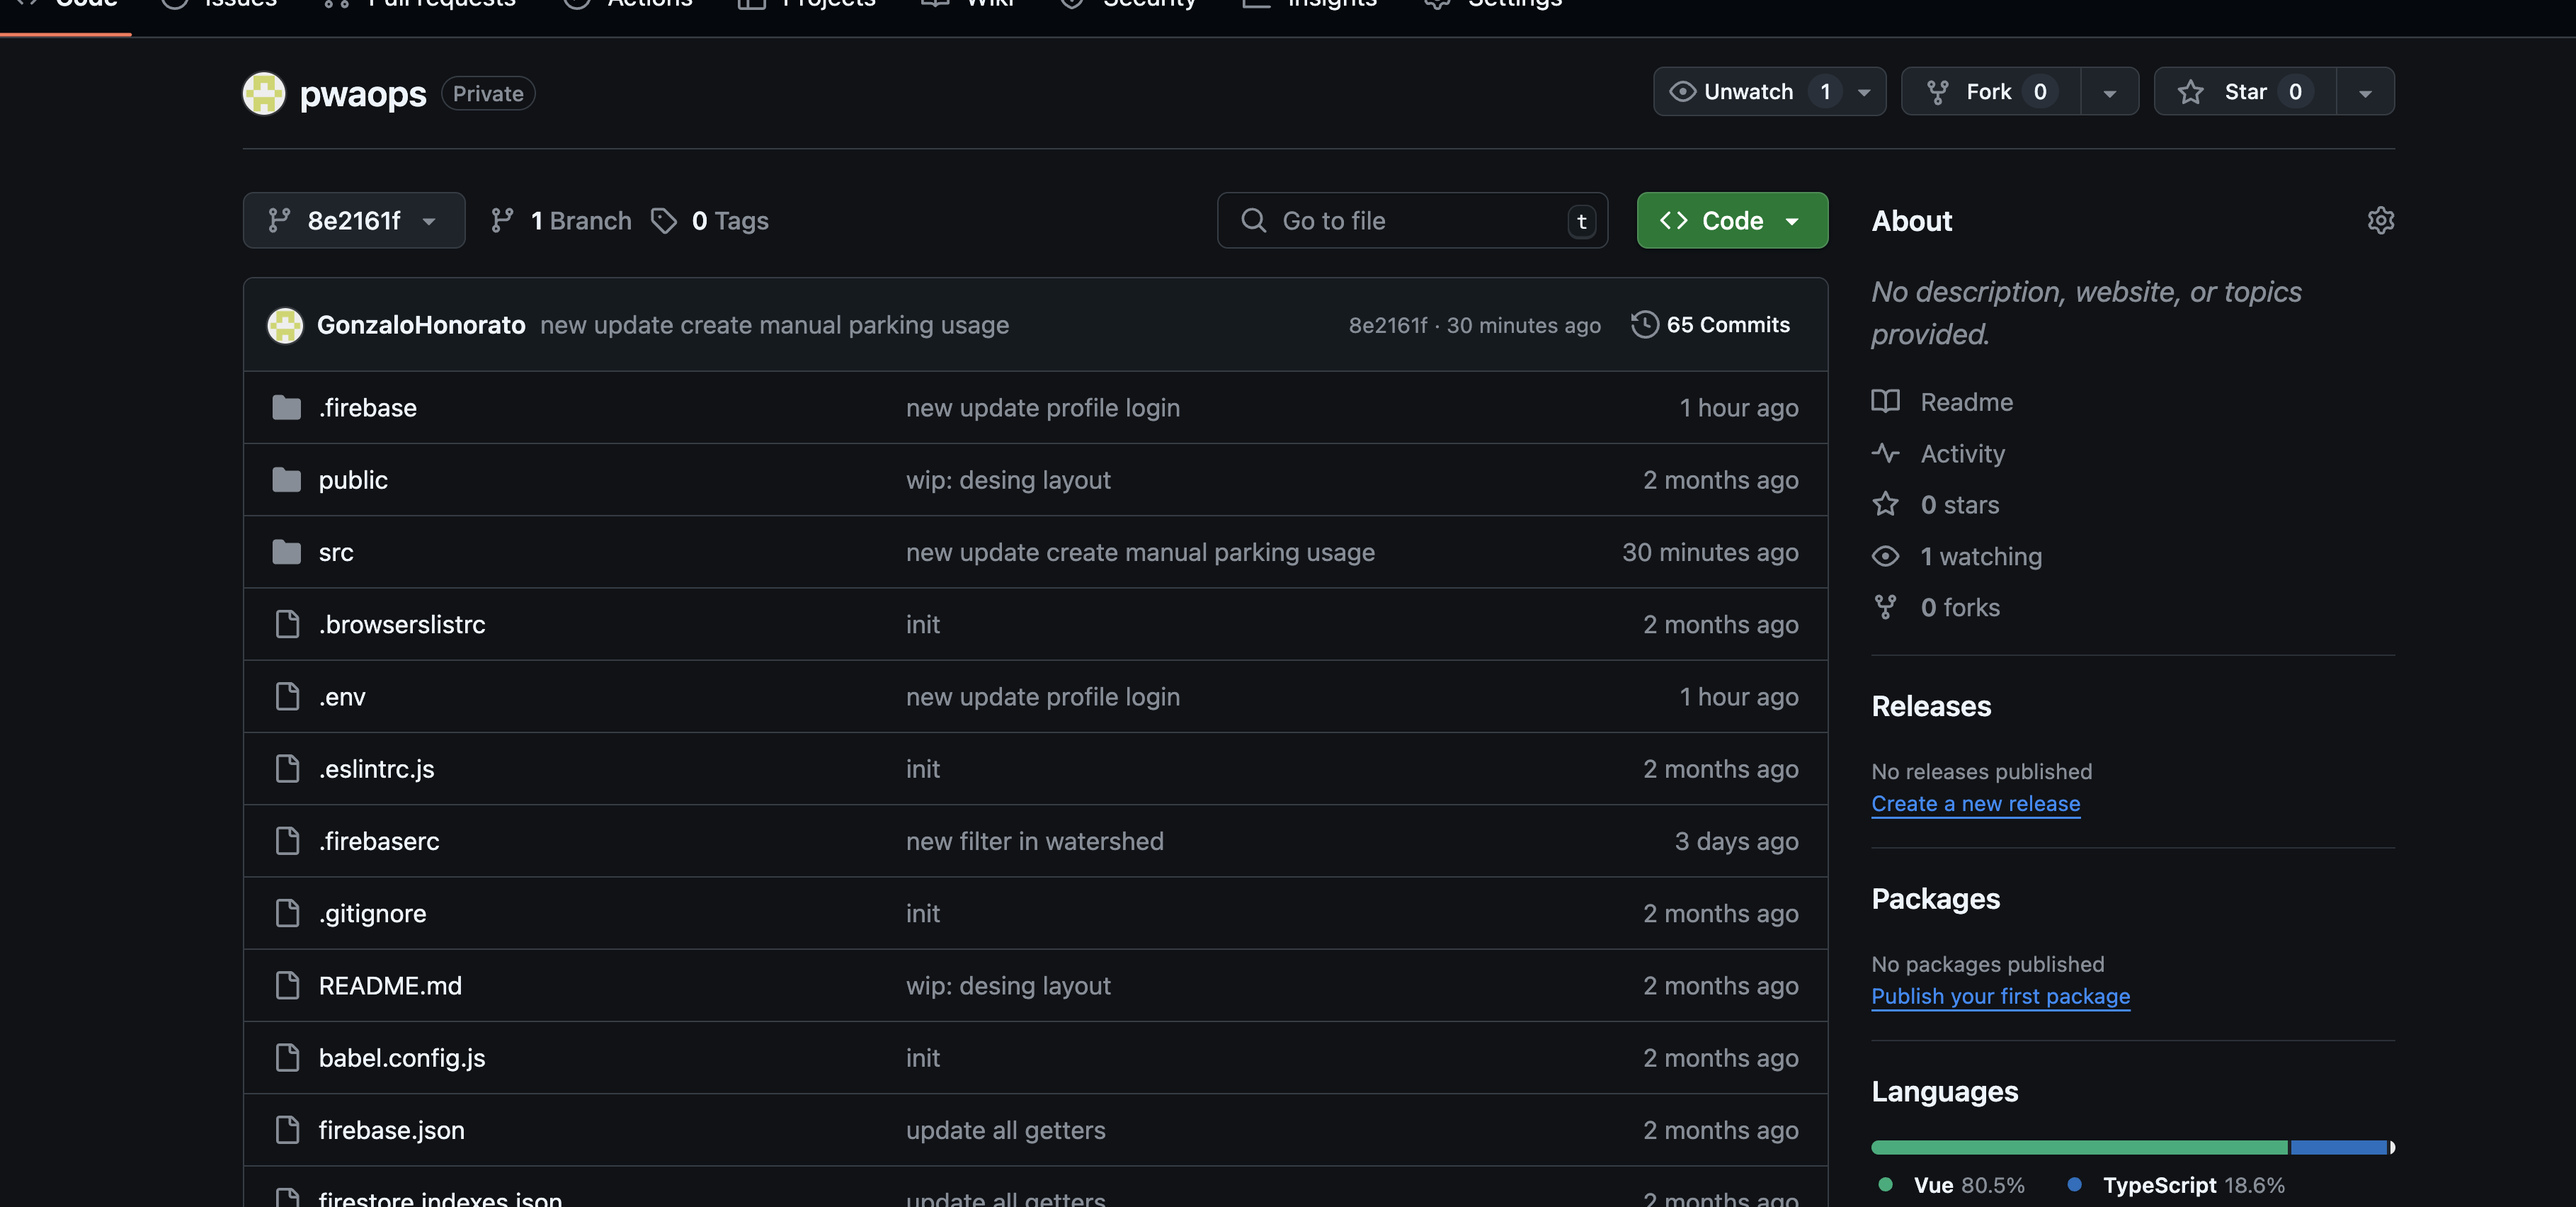 Code Issues Pull requests Actions Projects Wiki Security Insights Settings
pwaops Private
Unwatch 1 Fork 0 Star 0
8e2161f 1 Branch 0 Tags
Go to file t Code
GonzaloHonorato new update create manual parking usage 8e2161f · 30 minutes ago 65 Commits
.firebase new update profile login 1 hour ago
public wip: desing layout 2 months ago
src new update create manual parking usage 30 minutes ago
.browserslistrc init 2 months ago
.env new update profile login 1 hour ago
.eslintrc.js init 2 months ago
.firebaserc new filter in watershed 3 days ago
.gitignore init 2 months ago
README.md wip: desing layout 2 months ago
babel.config.js init 2 months ago
firebase.json update all getters 2 months ago
firestore.indexes.json update all getters 2 months ago
About
No description, website, or topics
provided.
Readme
Activity
0 stars
1 watching
0 forks
Releases
No releases published
Create a new release
Packages
No packages published
Publish your first package
Languages
Vue 80.5% TypeScript 18.6%